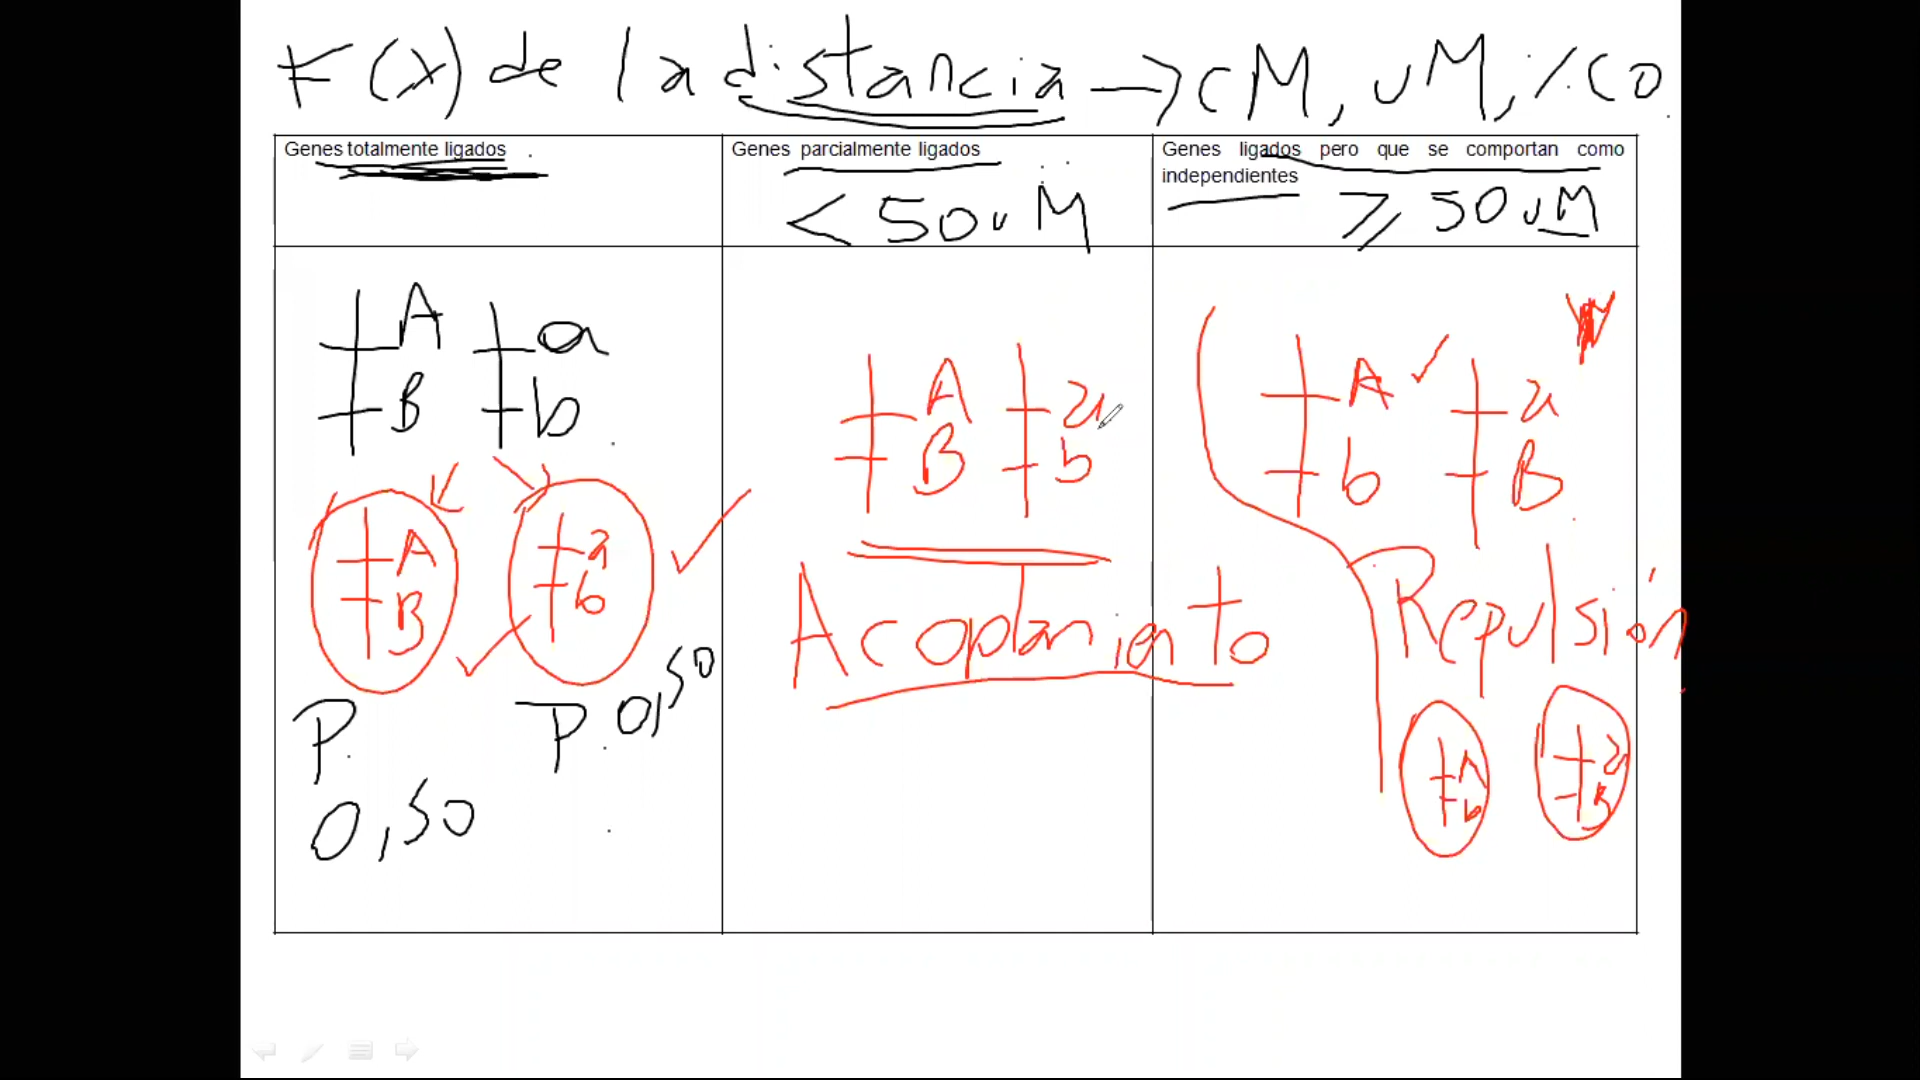 F(x) de la distancia → cM, uM, %CO
Genes totalmente ligados
Genes parcialmente ligados
< 50 uM
Genes ligados pero que se comportan como
independientes
≥ 50 uM
A a
B b
A a
B b
P P 0,50
0,50
A a
B b
Acoplamiento
A a
b B
Repulsión
A a
b B